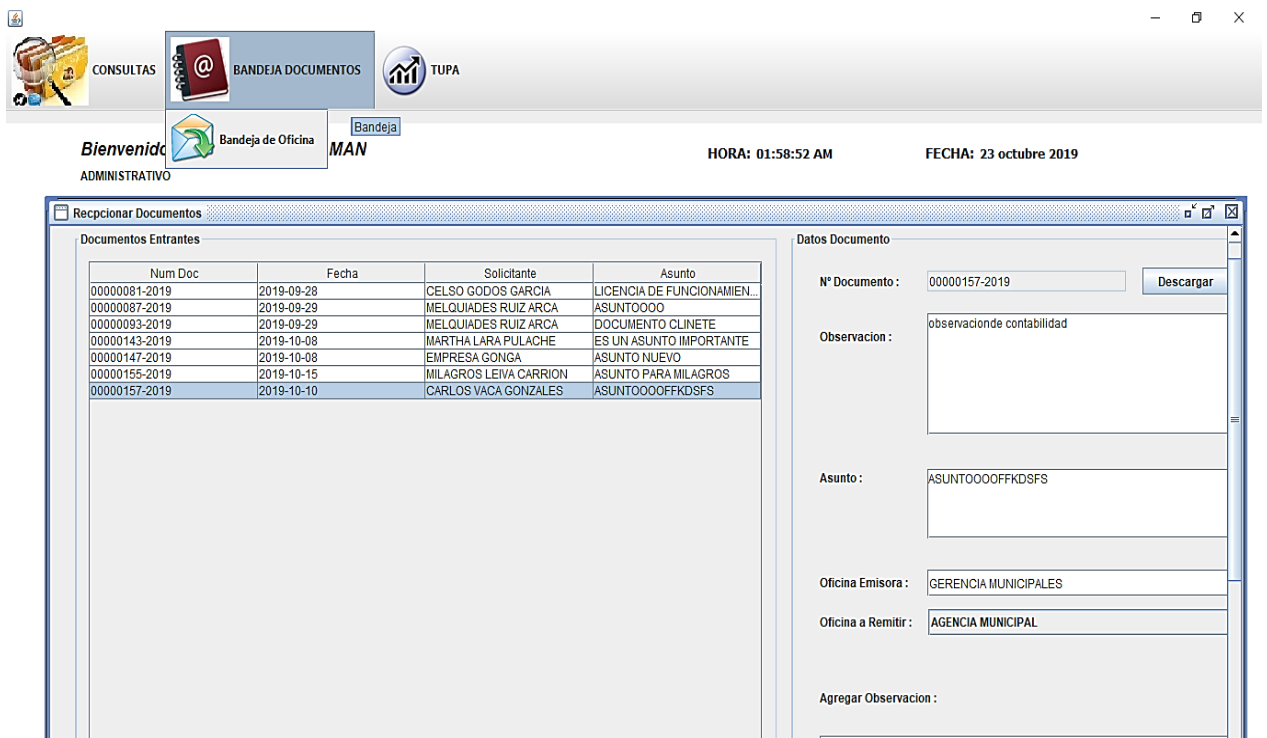 CONSULTAS
BANDEJA DOCUMENTOS
TUPA
Bandeja de Oficina
Bandeja
MAN
HORA: 01:58:52 AM
FECHA: 23 octubre 2019
ADMINISTRATIVO
Recpcionar Documentos
Documentos Entrantes
Num Doc Fecha Solicitante Asunto
00000081-2019 2019-09-28 CELSO GODOS GARCIA LICENCIA DE FUNCIONAMIEN...
00000087-2019 2019-09-29 MELQUIADES RUIZ ARCA ASUNTOOOO
00000093-2019 2019-09-29 MELQUIADES RUIZ ARCA DOCUMENTO CLINETE
00000143-2019 2019-10-08 MARTHA LARA PULACHE ES UN ASUNTO IMPORTANTE
00000147-2019 2019-10-08 EMPRESA GONGA ASUNTO NUEVO
00000155-2019 2019-10-15 MILAGROS LEIVA CARRION ASUNTO PARA MILAGROS
00000157-2019 2019-10-10 CARLOS VACA GONZALES ASUNTOOOOFFKDSFS
Datos Documento
Nº Documento : 00000157-2019 Descargar
Observacion : observacionde contabilidad
Asunto : ASUNTOOOOFFKDSFS
Oficina Emisora : GERENCIA MUNICIPALES
Oficina a Remitir : AGENCIA MUNICIPAL
Agregar Observacion :